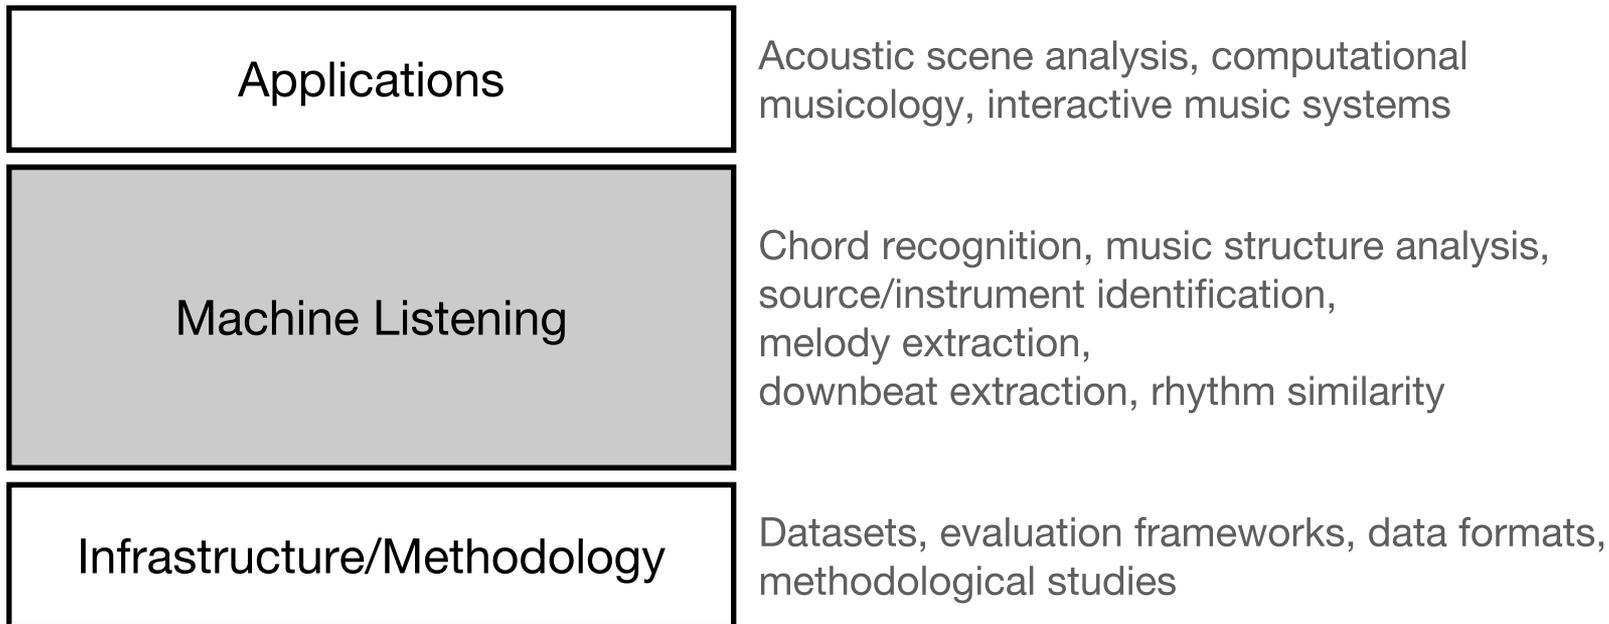 Applications
Acoustic scene analysis, computational
musicology, interactive music systems
Machine Listening
Chord recognition, music structure analysis,
source/instrument identification,
melody extraction,
downbeat extraction, rhythm similarity
Infrastructure/Methodology
Datasets, evaluation frameworks, data formats,
methodological studies